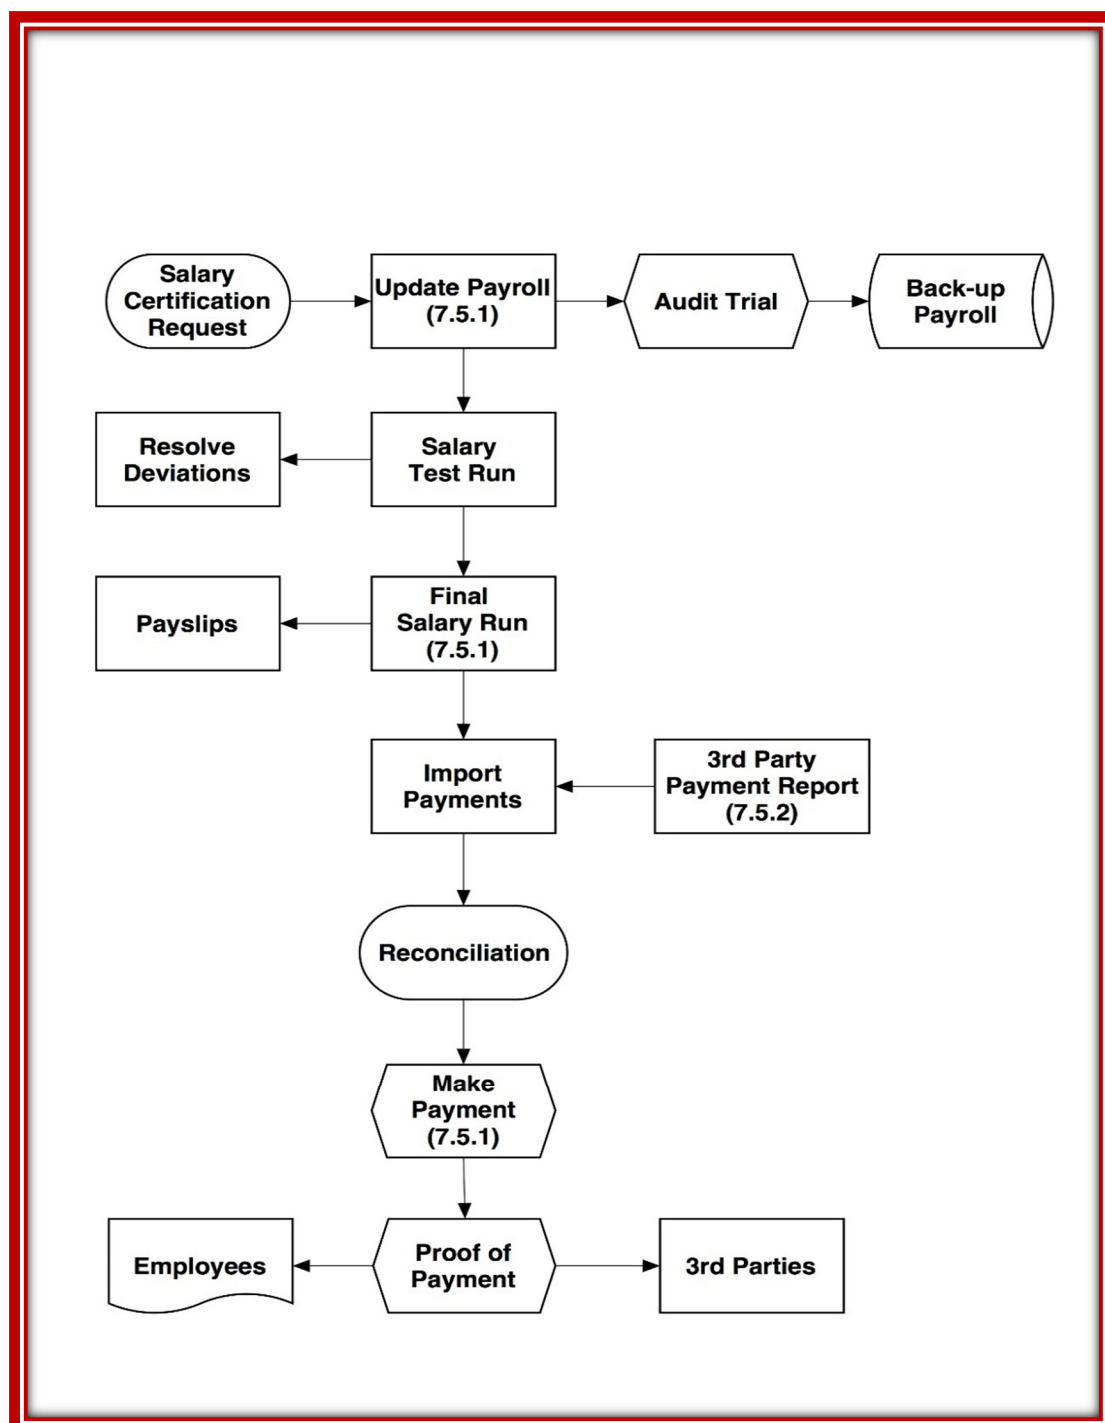 Salary
Certification
Request
Update Payroll
(7.5.1)
Audit Trial
Back-up
Payroll
Resolve
Deviations
Salary
Test Run
Payslips
Final
Salary Run
(7.5.1)
Import
Payments
3rd Party
Payment Report
(7.5.2)
Reconciliation
Make
Payment
(7.5.1)
Employees
Proof of
Payment
3rd Parties